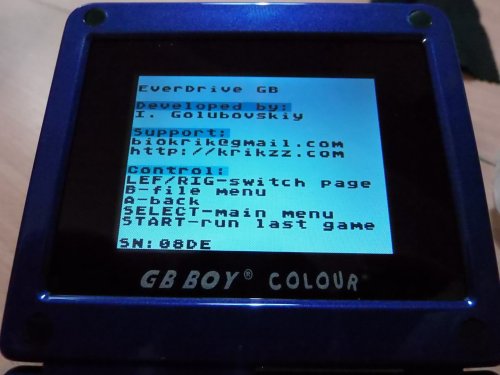 EverDrive GB
Developed by:
I. Golubovskiy
Support:
biokrik@gmail.com
http://krikzz.com
Control:
LEF/RIG-switch page
B-file menu
A-back
SELECT-main menu
START-run last game
SN:08DE
GB BOY® COLOUR